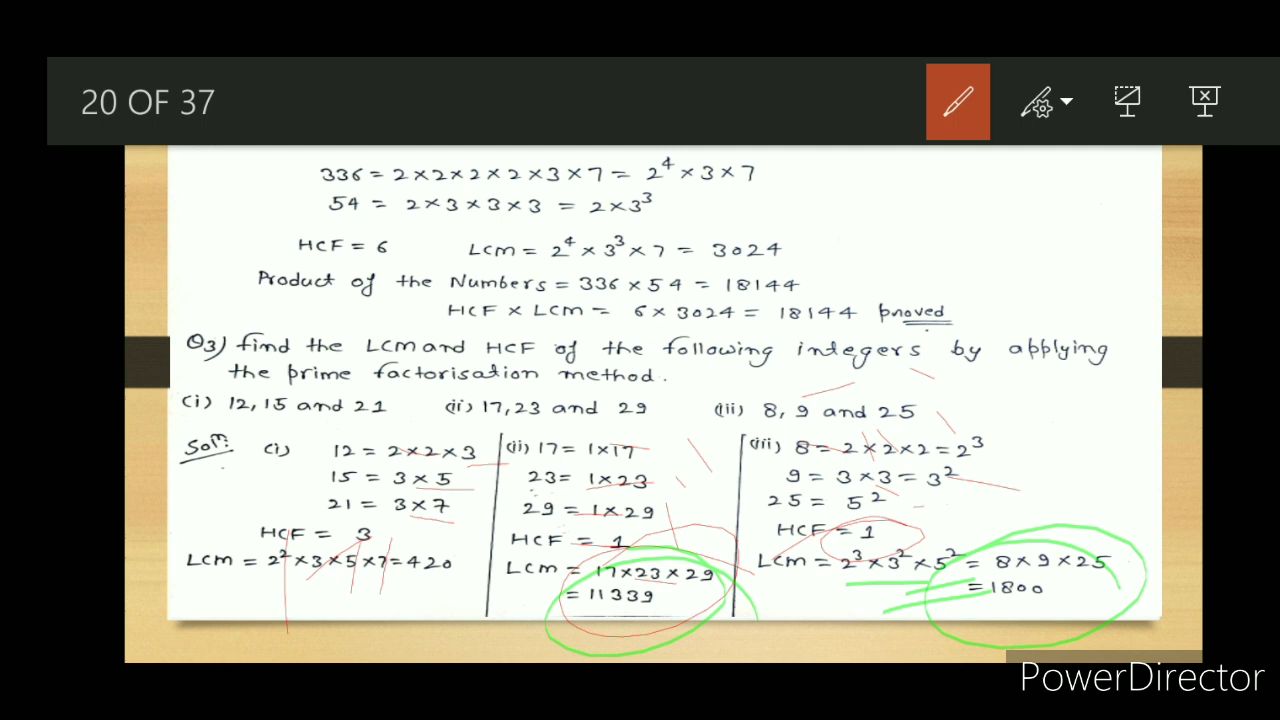 20 OF 37
336 = 2×2×2×2×3×7 = 2⁴×3×7
54 = 2×3×3×3 = 2×3³
HCF = 6 LCM = 2⁴×3³×7 = 3024
Product of the Numbers = 336×54 = 18144
HCF × LCM = 6×3024 = 18144 proved
Q3) find the LCM and HCF of the following integers by applying
the prime factorisation method.
(i) 12, 15 and 21 (ii) 17, 23 and 29 (iii) 8, 9 and 25
Soln. (i) 12 = 2×2×3
15 = 3×5
21 = 3×7
HCF = 3
LCM = 2²×3×5×7=420
(ii) 17 = 1×17
23 = 1×23
29 = 1×29
HCF = 1
LCM = 17×23×29
= 11339
(iii) 8 = 2×2×2 = 2³
9 = 3×3 = 3²
25 = 5²
HCF = 1
LCM = 2³×3²×5² = 8×9×25
= 1800
PowerDirector